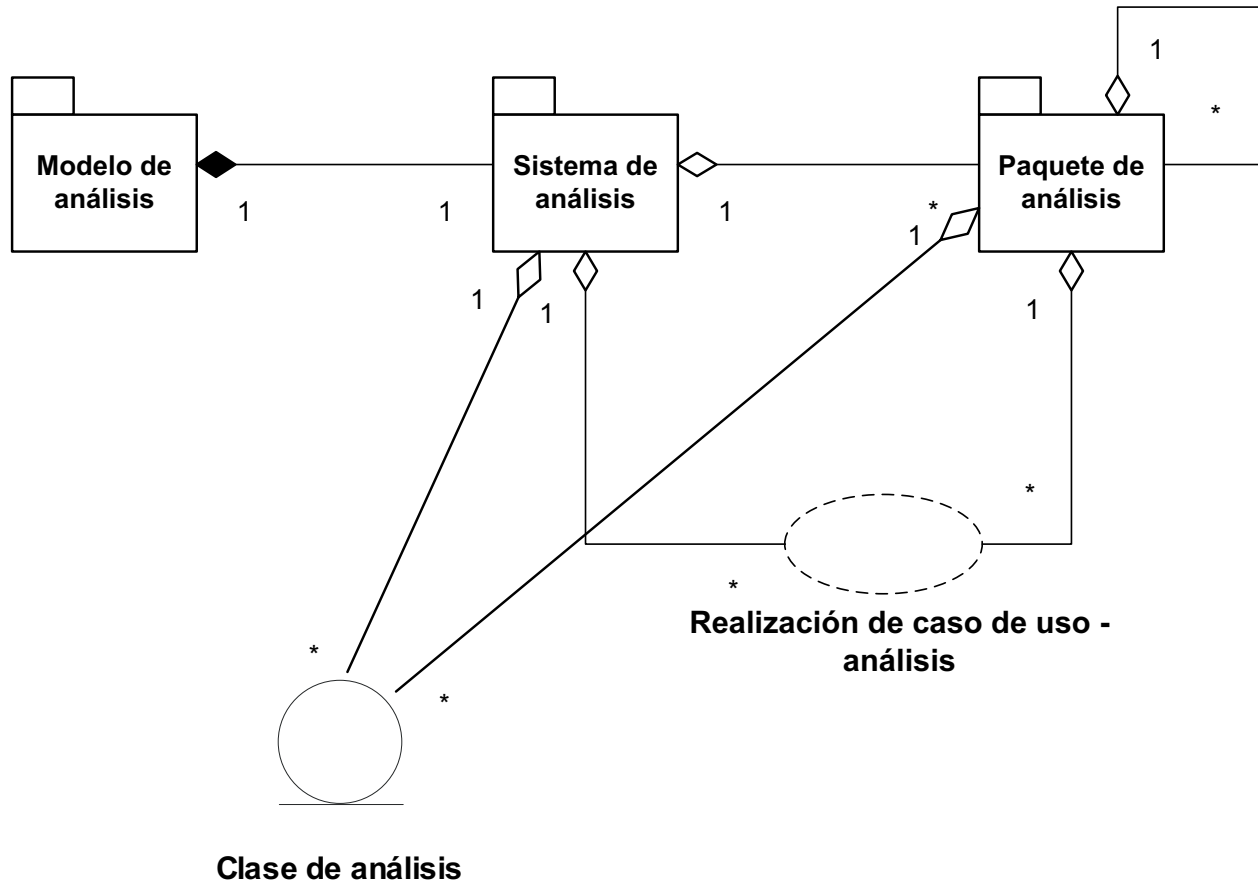 1
*
Modelo de
análisis
Sistema de
análisis
Paquete de
análisis
1
1
1
*
1
1
1
1
*
*
Realización de caso de uso -
análisis
*
*
Clase de análisis